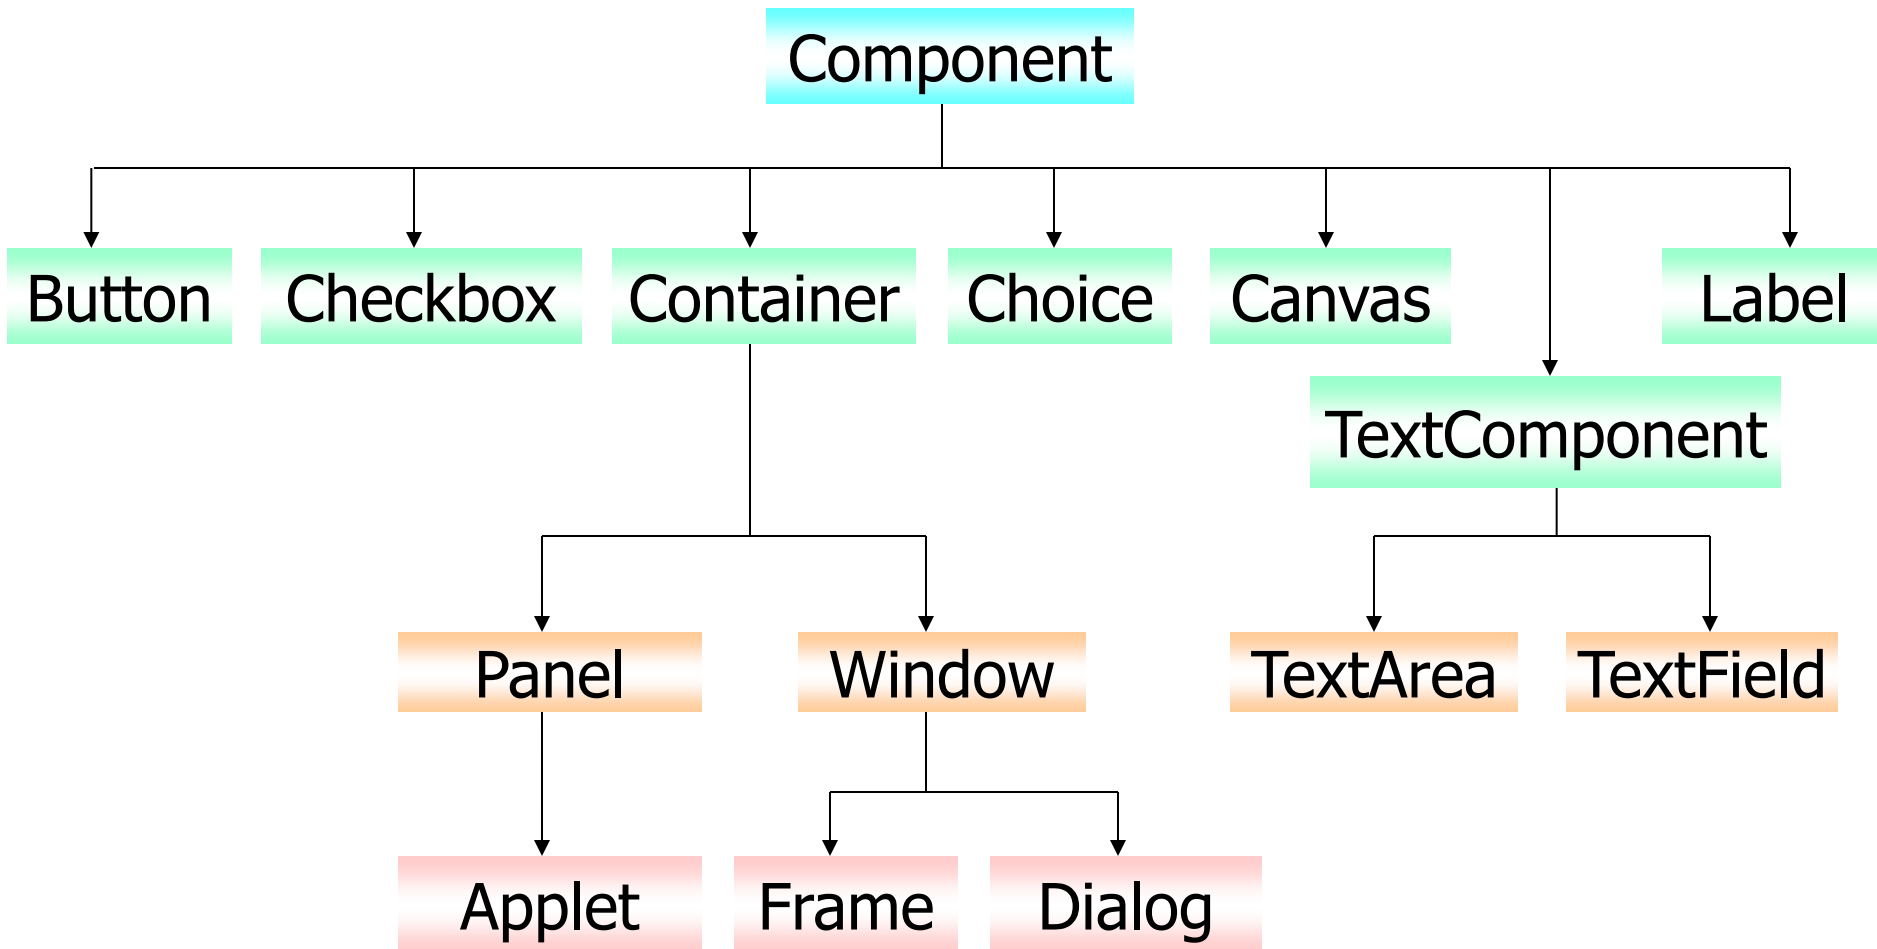 Component
Button
Checkbox
Container
Choice
Canvas
Label
TextComponent
Panel
Window
TextArea
TextField
Applet
Frame
Dialog